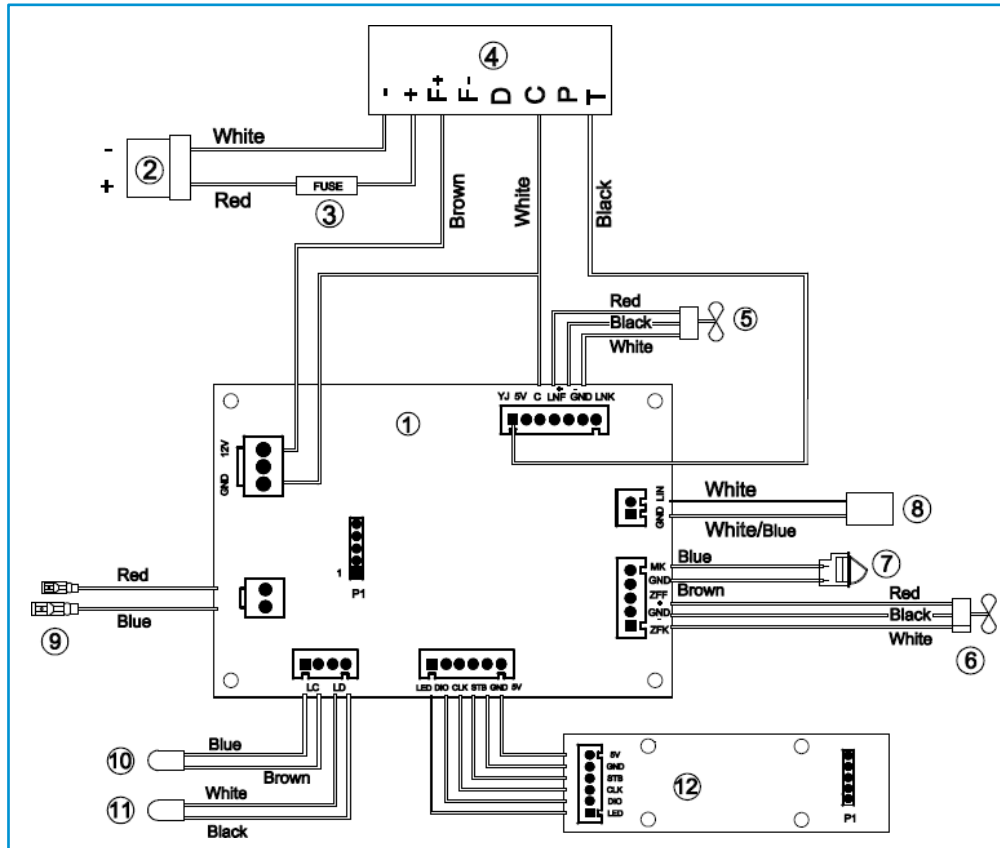 ④
- + F+ F- D C P T
White
- ②
+
FUSE
Red
③
Brown
White
Black
Red
Black
White
⑤
①
YJ 5V C LNF + - GND LNK
12V
GND
LIN
GND
White
White/Blue
⑧
1
P1
MK
GND
ZFF
+
GND
-
ZFK
Blue
Brown
⑦
Red
Black
White
⑥
Red
Blue
⑨
LC LD
LED DIO CLK STB GND 5V
⑩
Blue
Brown
⑪
White
Black
5V
GND
STB
CLK
DIO
LED
⑫
P1